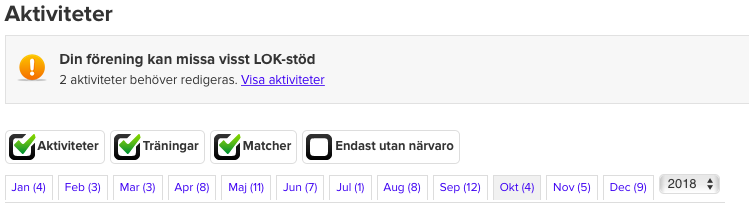 Aktiviteter
Din förening kan missa visst LOK-stöd
2 aktiviteter behöver redigeras. Visa aktiviteter
Aktiviteter Träningar Matcher Endast utan närvaro
Jan (4) Feb (3) Mar (3) Apr (8) Maj (11) Jun (7) Jul (1) Aug (8) Sep (12) Okt (4) Nov (5) Dec (9) 2018